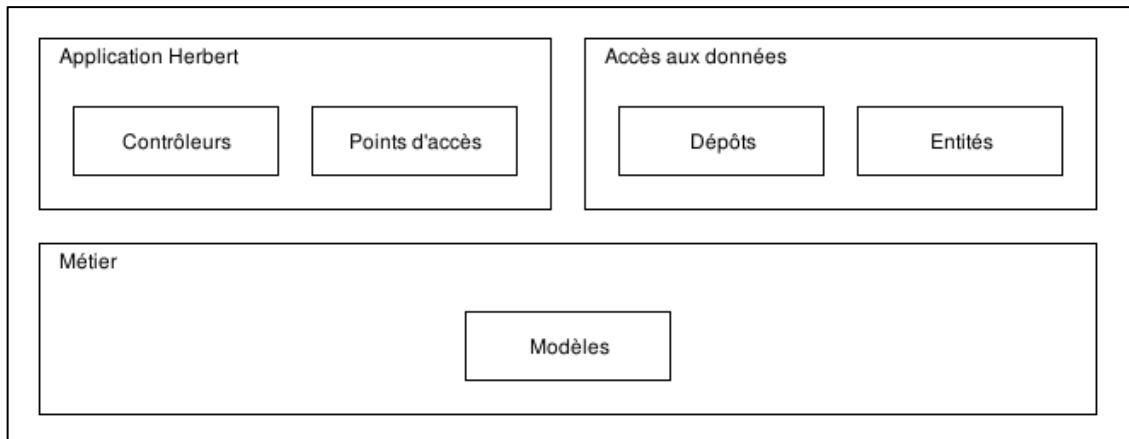 Application Herbert
Contrôleurs
Points d'accès
Accès aux données
Dépôts
Entités
Métier
Modèles